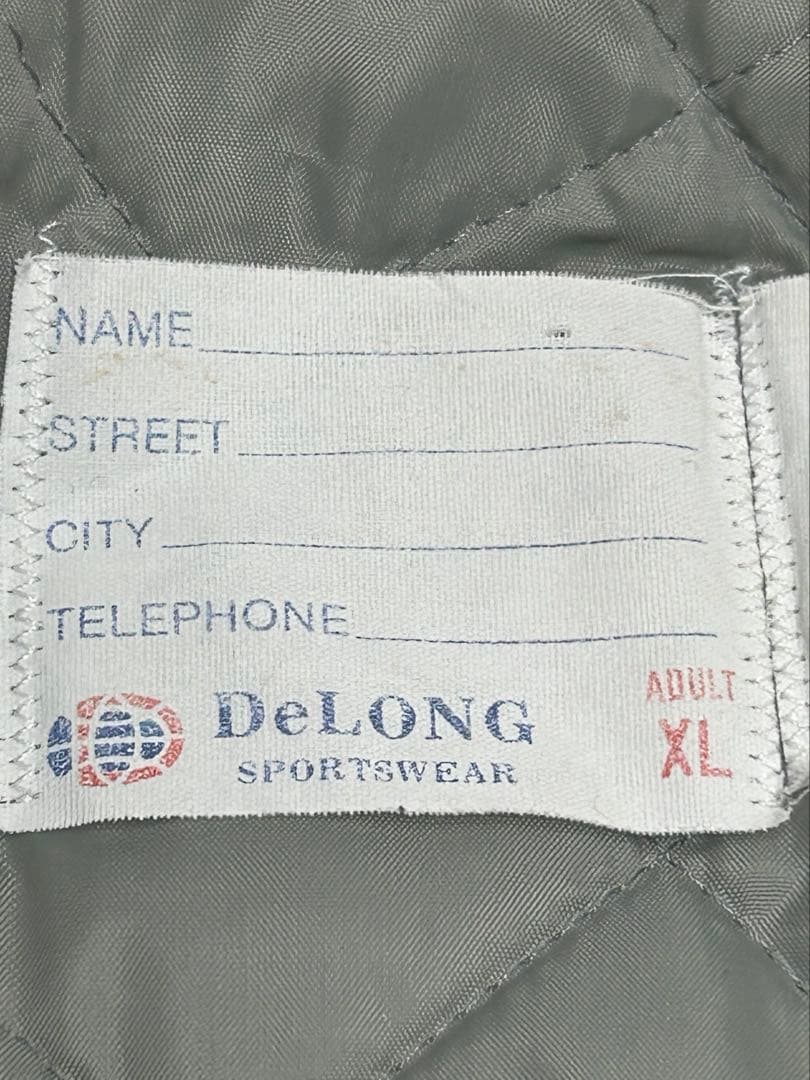 NAME
STREET
CITY
TELEPHONE
DeLONG
SPORTSWEAR
ADULT
XL